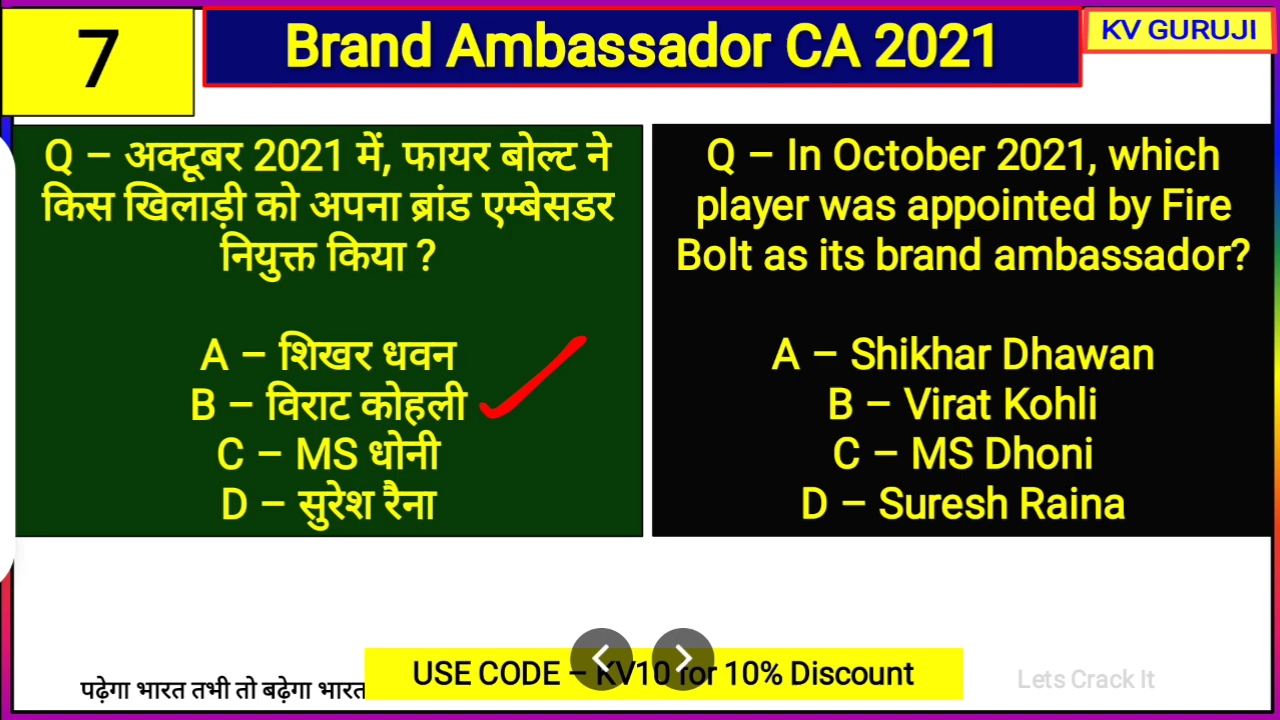 7
Brand Ambassador CA 2021
KV GURUJI
Q – अक्टूबर 2021 में, फायर बोल्ट ने
किस खिलाड़ी को अपना ब्रांड एम्बेसडर
नियुक्त किया ?
A – शिखर धवन
B – विराट कोहली
C – MS धोनी
D – सुरेश रैना
Q – In October 2021, which
player was appointed by Fire
Bolt as its brand ambassador?
A – Shikhar Dhawan
B – Virat Kohli
C – MS Dhoni
D – Suresh Raina
पढ़ेगा भारत तभी तो बढ़ेगा भारत
USE CODE – KV10 for 10% Discount
Lets Crack It